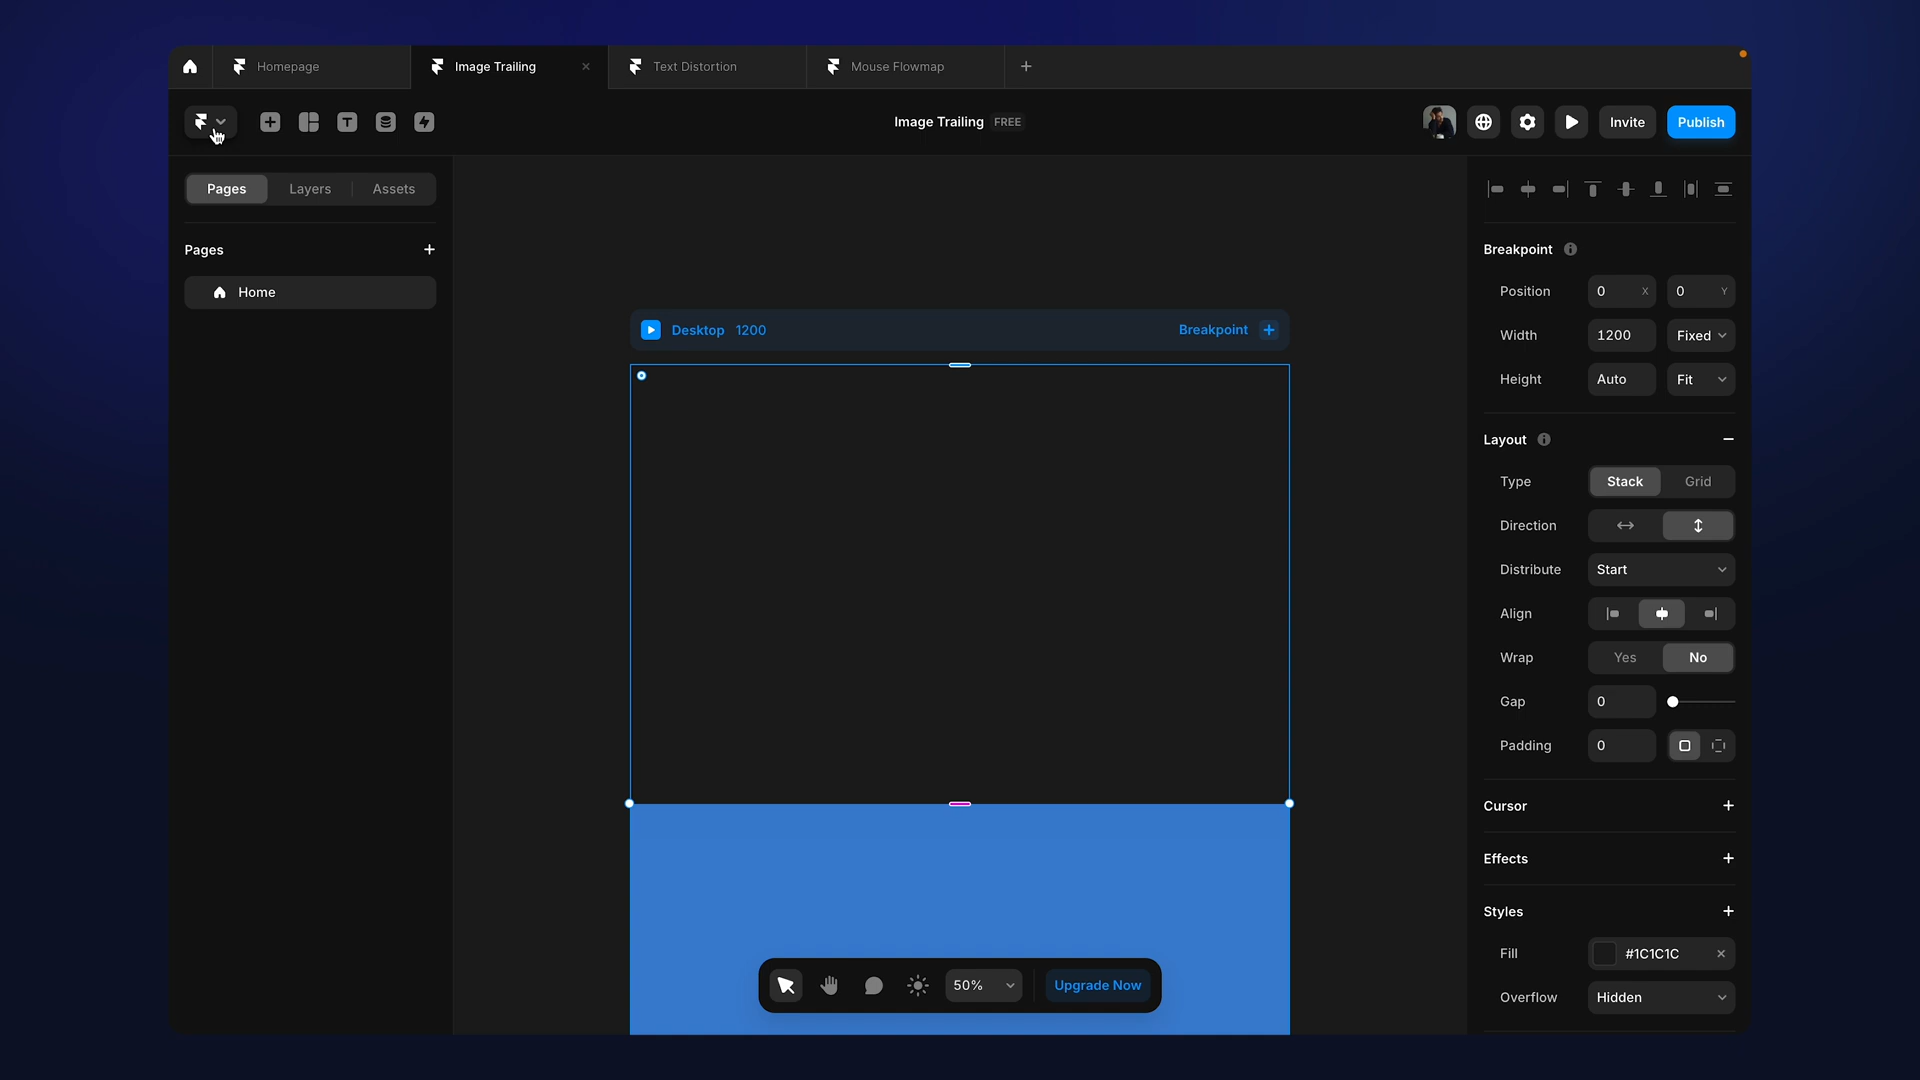 Homepage
Image Trailing
Text Distortion
Mouse Flowmap
Image Trailing FREE
Invite
Publish
Pages
Layers
Assets
Pages
Home
Desktop 1200
Breakpoint
Breakpoint
Position 0 X 0 Y
Width 1200 Fixed
Height Auto Fit
Layout
Type Stack Grid
Direction
Distribute Start
Align
Wrap Yes No
Gap 0
Padding 0
Cursor
Effects
Styles
Fill #1C1C1C
Overflow Hidden
50%
Upgrade Now